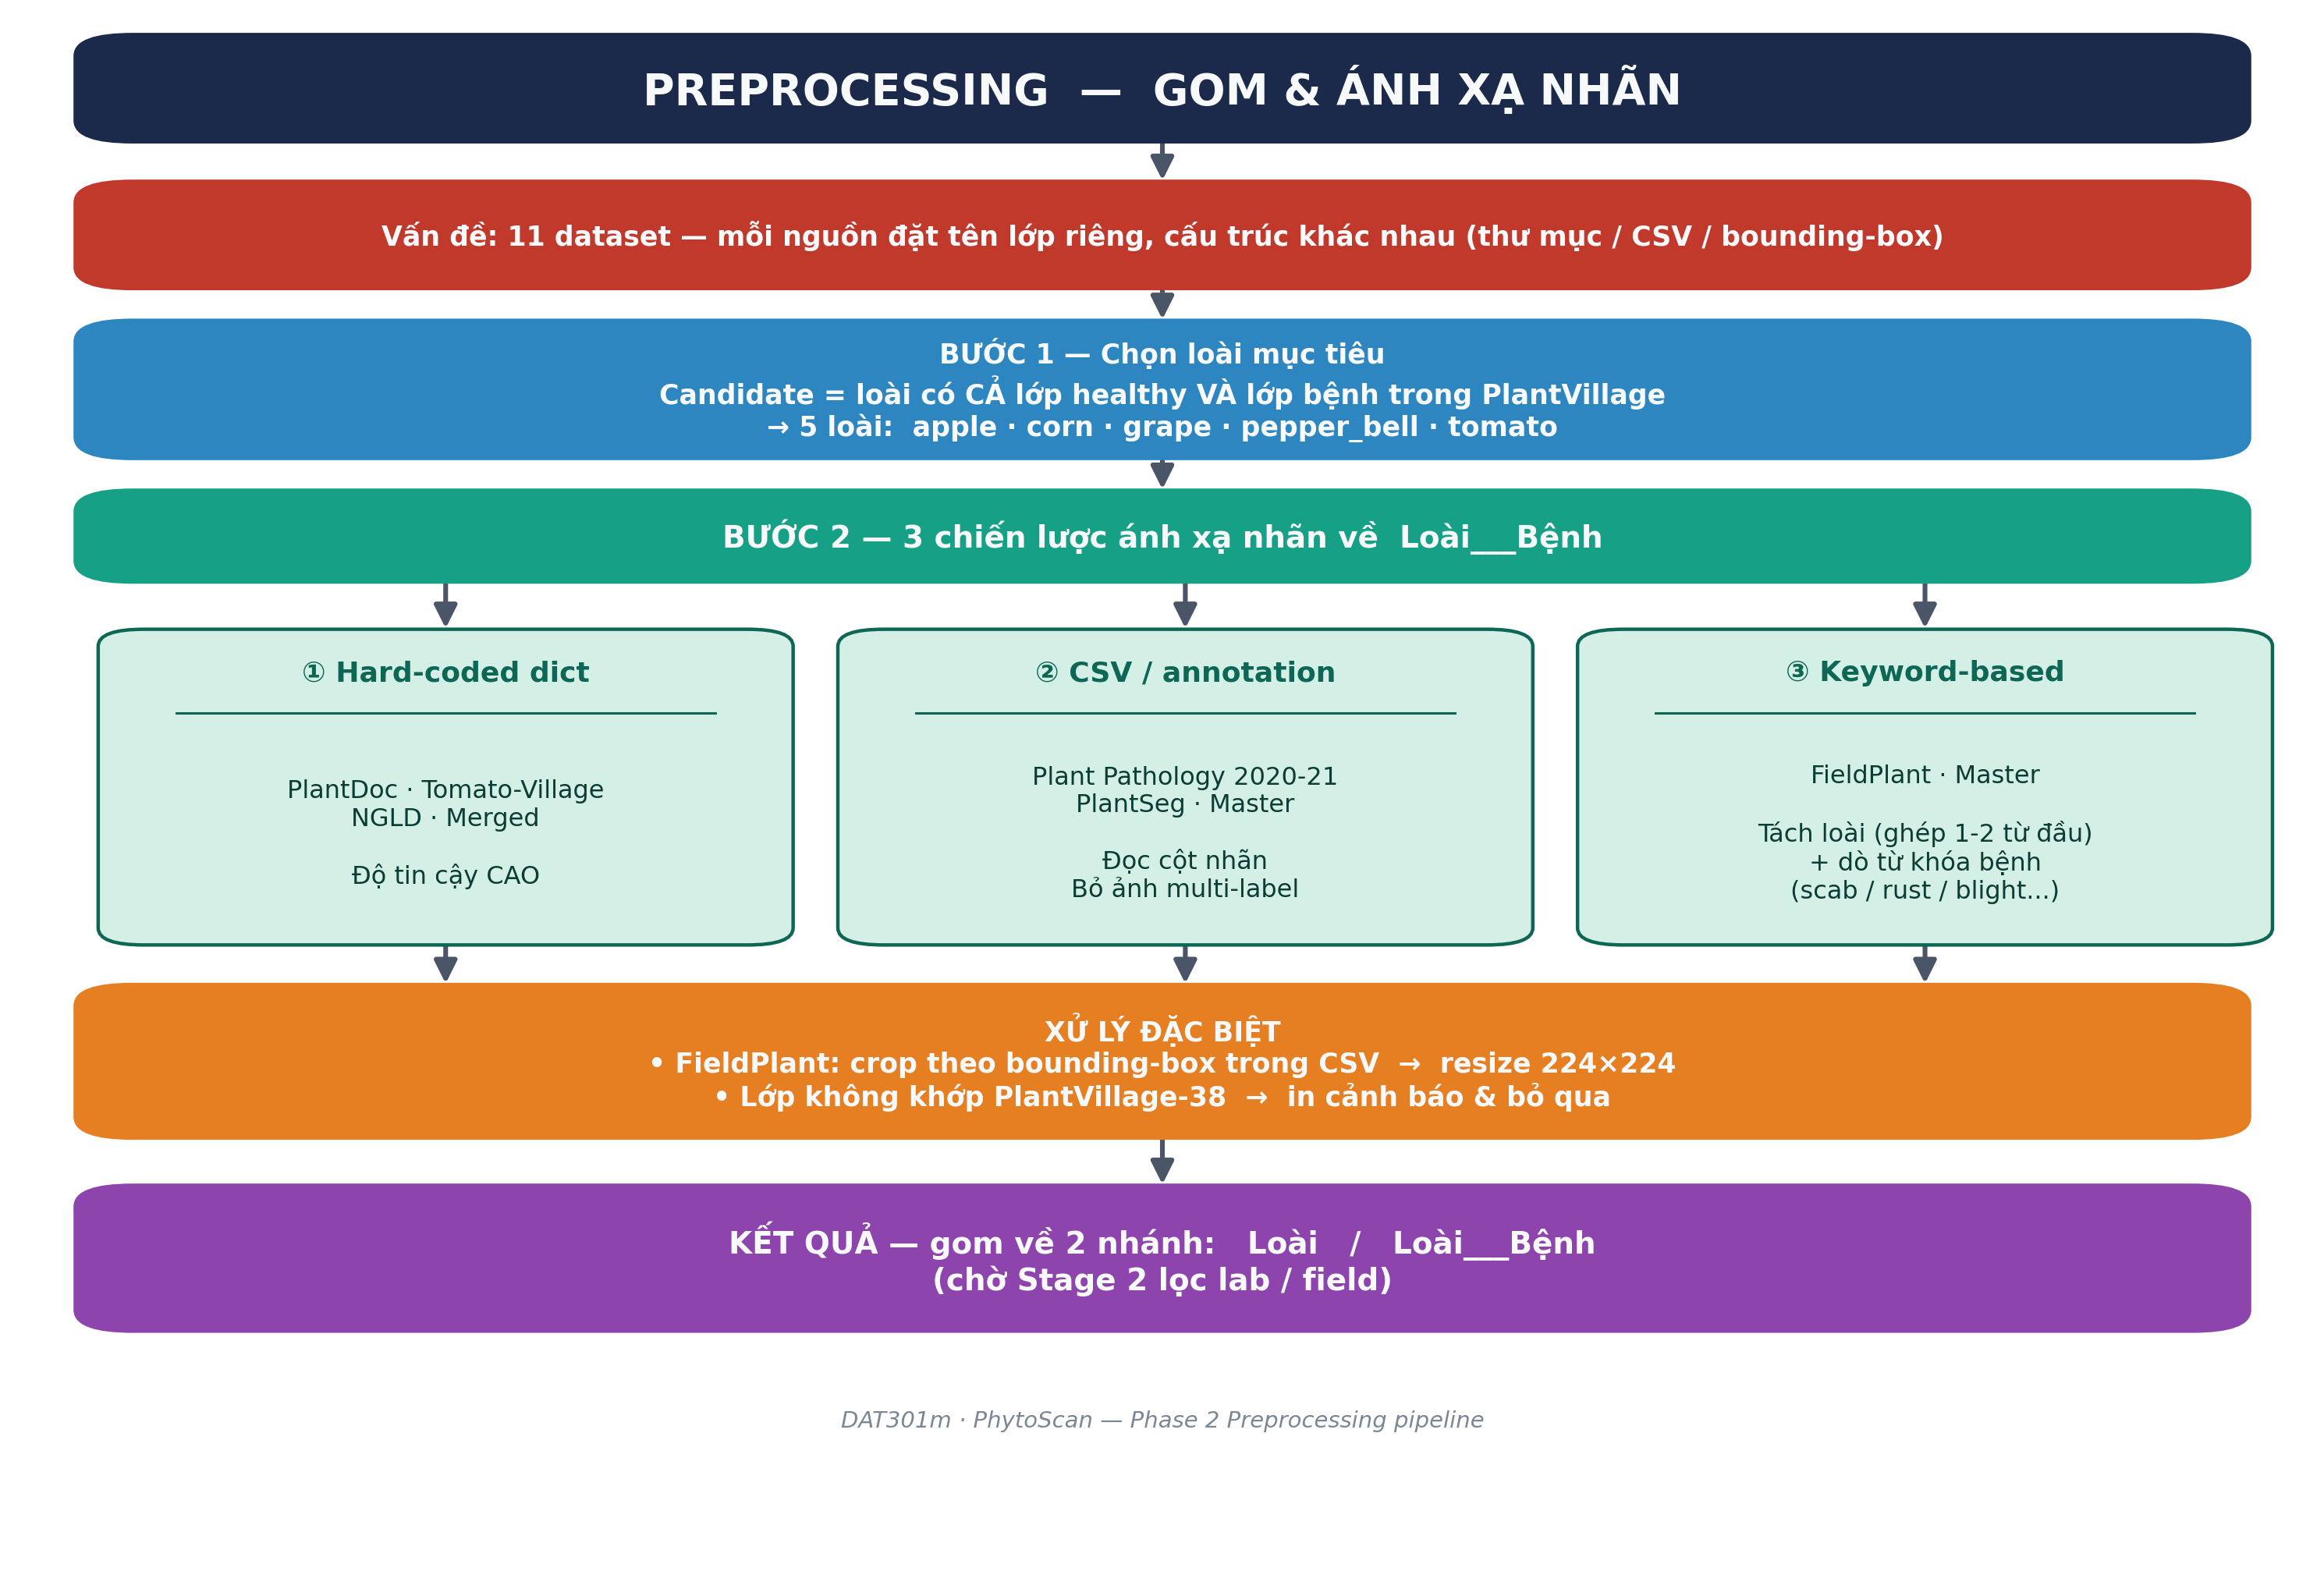 PREPROCESSING — GOM & ÁNH XẠ NHÃN
Vấn đề: 11 dataset — mỗi nguồn đặt tên lớp riêng, cấu trúc khác nhau (thư mục / CSV / bounding-box)
BƯỚC 1 — Chọn loài mục tiêu
Candidate = loài có CẢ lớp healthy VÀ lớp bệnh trong PlantVillage
→ 5 loài: apple · corn · grape · pepper_bell · tomato
BƯỚC 2 — 3 chiến lược ánh xạ nhãn về Loài___Bệnh
① Hard-coded dict
PlantDoc · Tomato-Village
NGLD · Merged
Độ tin cậy CAO
② CSV / annotation
Plant Pathology 2020-21
PlantSeg · Master
Đọc cột nhãn
Bỏ ảnh multi-label
③ Keyword-based
FieldPlant · Master
Tách loài (ghép 1-2 từ đầu)
+ dò từ khóa bệnh
(scab / rust / blight...)
XỬ LÝ ĐẶC BIỆT
• FieldPlant: crop theo bounding-box trong CSV → resize 224×224
• Lớp không khớp PlantVillage-38 → in cảnh báo & bỏ qua
KẾT QUẢ — gom về 2 nhánh: Loài / Loài___Bệnh
(chờ Stage 2 lọc lab / field)
DAT301m · PhytoScan — Phase 2 Preprocessing pipeline